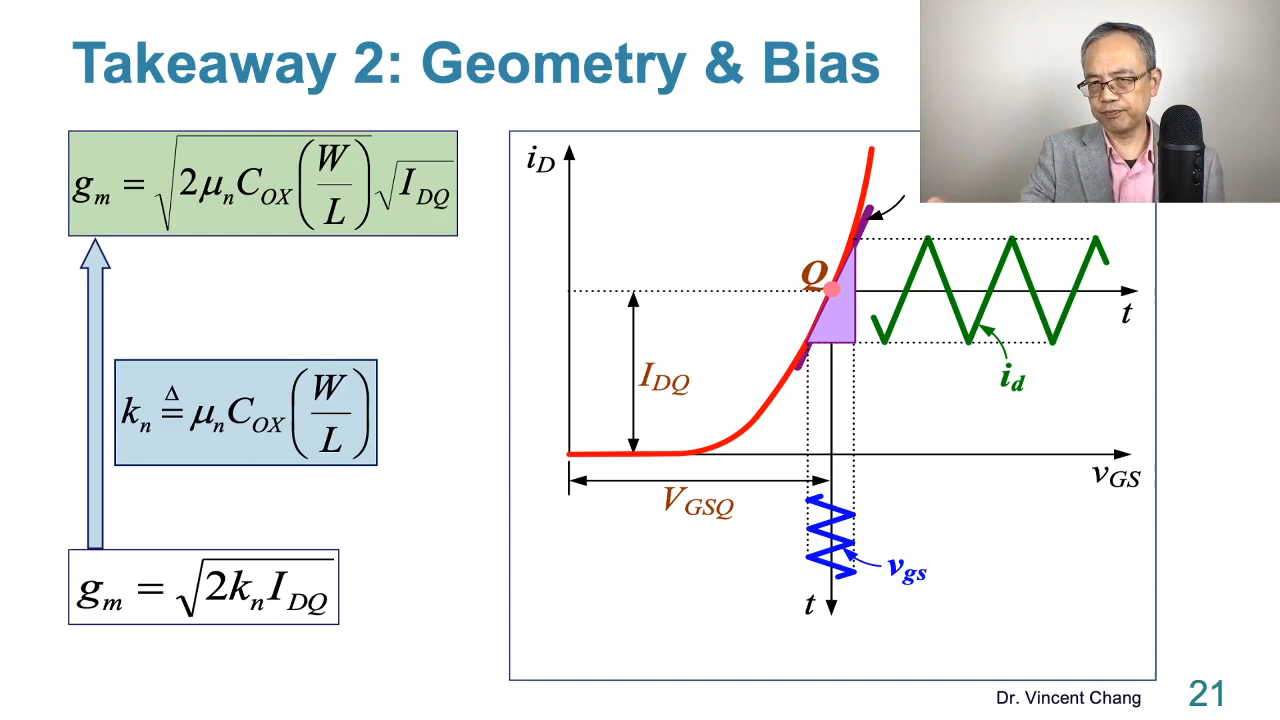 Takeaway 2: Geometry & Bias
g_m = √(2μ_n C_OX (W/L)) √(I_DQ)
k_n ≜ μ_n C_OX (W/L)
g_m = √(2k_n I_DQ)
i_D
Q
t
i_d
I_DQ
v_GS
V_GSQ
v_gs
t
Dr. Vincent Chang
21